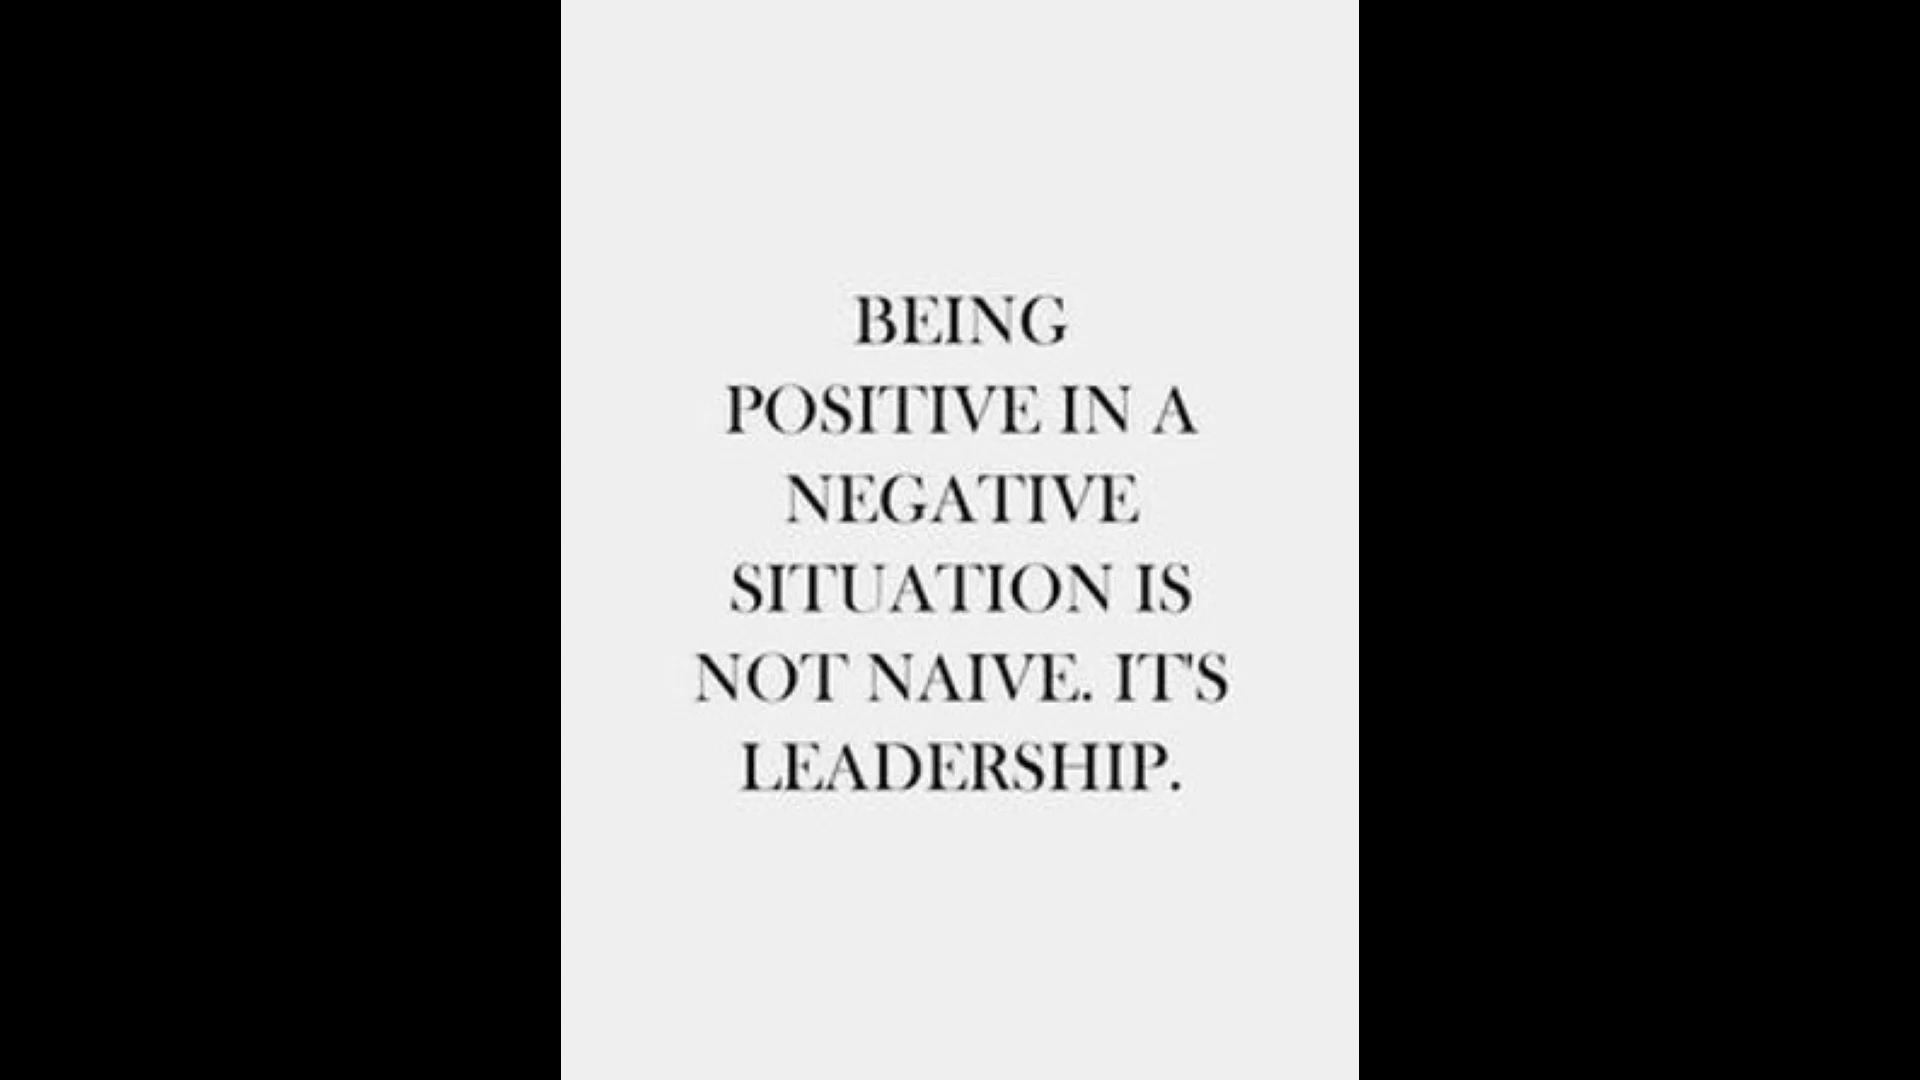 BEING
POSITIVE IN A
NEGATIVE
SITUATION IS
NOT NAIVE. IT'S
LEADERSHIP.